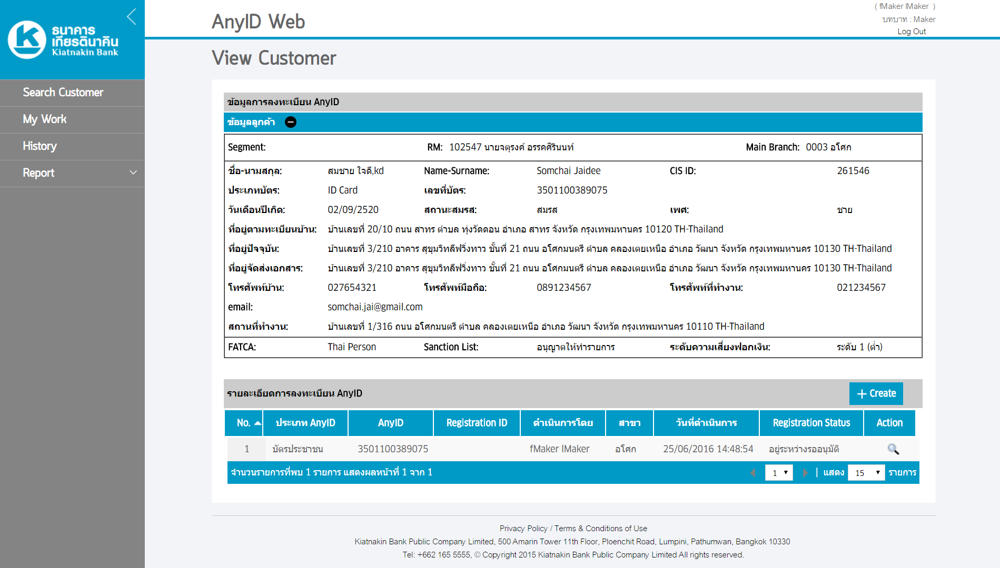 ธนาคาร
เกียรตินาคิน
Kiatnakin Bank
Search Customer
My Work
History
Report
AnyID Web
( fMaker lMaker )
บทบาท : Maker
Log Out
View Customer
ข้อมูลการลงทะเบียน AnyID
ข้อมูลลูกค้า
Segment: RM: 102547 นายจตุรงค์ อรรคศิรินนท์ Main Branch: 0003 อโศก
ชื่อ-นามสกุล: สมชาย ใจดี,kd Name-Surname: Somchai Jaidee CIS ID: 261546
ประเภทบัตร: ID Card เลขที่บัตร: 3501100389075
วันเดือนปีเกิด: 02/09/2520 สถานะสมรส: สมรส เพศ: ชาย
ที่อยู่ตามทะเบียนบ้าน: บ้านเลขที่ 20/10 ถนน สาทร ตำบล ทุ่งวัดดอน อำเภอ สาทร จังหวัด กรุงเทพมหานคร 10120 TH-Thailand
ที่อยู่ปัจจุบัน: บ้านเลขที่ 3/210 อาคาร สุขุมวิทลีฟวิ่งทาว ชั้นที่ 21 ถนน อโศกมนตรี ตำบล คลองเตยเหนือ อำเภอ วัฒนา จังหวัด กรุงเทพมหานคร 10130 TH-Thailand
ที่อยู่จัดส่งเอกสาร: บ้านเลขที่ 3/210 อาคาร สุขุมวิทลีฟวิ่งทาว ชั้นที่ 21 ถนน อโศกมนตรี ตำบล คลองเตยเหนือ อำเภอ วัฒนา จังหวัด กรุงเทพมหานคร 10130 TH-Thailand
โทรศัพท์บ้าน: 027654321 โทรศัพท์มือถือ: 0891234567 โทรศัพท์ที่ทำงาน: 021234567
email: somchai.jai@gmail.com
สถานที่ทำงาน: บ้านเลขที่ 1/316 ถนน อโศกมนตรี ตำบล คลองเตยเหนือ อำเภอ วัฒนา จังหวัด กรุงเทพมหานคร 10110 TH-Thailand
FATCA: Thai Person Sanction List: อนุญาตให้ทำรายการ ระดับความเสี่ยงฟอกเงิน: ระดับ 1 (ต่ำ)
รายละเอียดการลงทะเบียน AnyID + Create
No. ประเภท AnyID AnyID Registration ID ดำเนินการโดย สาขา วันที่ดำเนินการ Registration Status Action
1 บัตรประชาชน 3501100389075 fMaker lMaker อโศก 25/06/2016 14:48:54 อยู่ระหว่างรออนุมัติ
จำนวนรายการที่พบ 1 รายการ แสดงผลหน้าที่ 1 จาก 1 1 | แสดง 15 รายการ
Privacy Policy / Terms & Conditions of Use
Kiatnakin Bank Public Company Limited, 500 Amarin Tower 11th Floor, Ploenchit Road, Lumpini, Pathumwan, Bangkok 10330
Tel: +662 165 5555, © Copyright 2015 Kiatnakin Bank Public Company Limited All rights reserved.